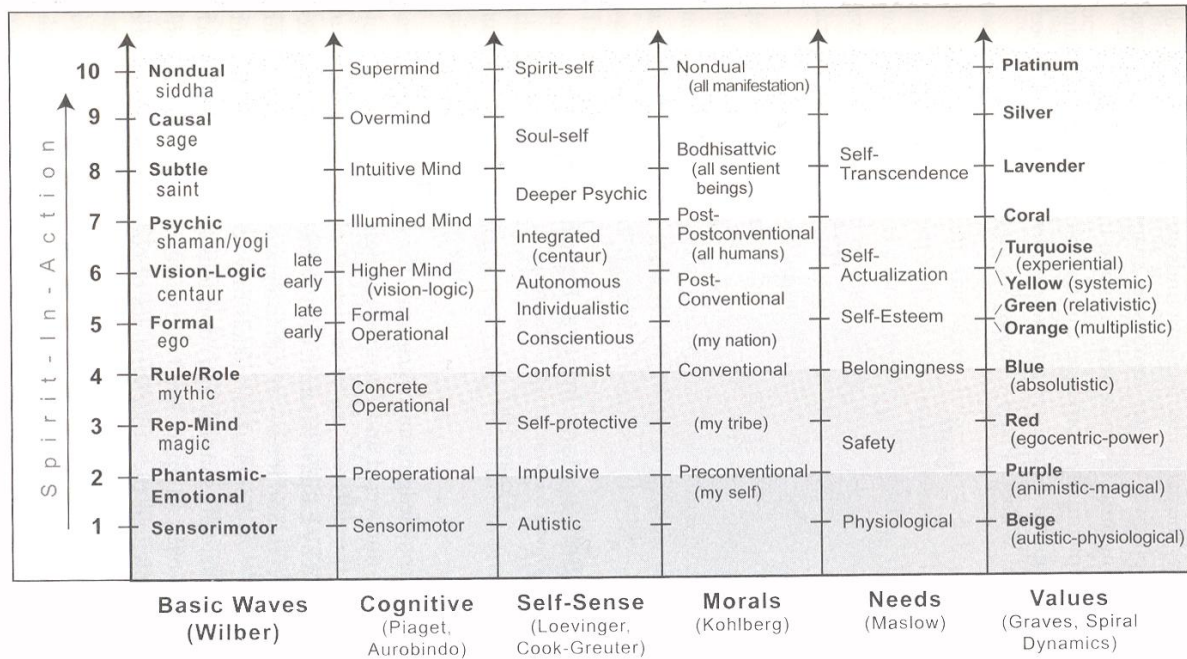 Spirit-In-Action
10
9
8
7
6
5
4
3
2
1
Nondual
siddha
Causal
sage
Subtle
saint
Psychic
shaman/yogi
late
Vision-Logic
early
centaur
late
Formal
early
ego
Rule/Role
mythic
Rep-Mind
magic
Phantasmic-
Emotional
Sensorimotor
Basic Waves
(Wilber)
Supermind
Overmind
Intuitive Mind
Illumined Mind
Higher Mind
(vision-logic)
Formal
Operational
Concrete
Operational
Preoperational
Sensorimotor
Cognitive
(Piaget,
Aurobindo)
Spirit-self
Soul-self
Deeper Psychic
Integrated
(centaur)
Autonomous
Individualistic
Conscientious
Conformist
Self-protective
Impulsive
Autistic
Self-Sense
(Loevinger,
Cook-Greuter)
Nondual
(all manifestation)
Bodhisattvic
(all sentient
beings)
Post-
Postconventional
(all humans)
Post-
Conventional
(my nation)
Conventional
(my tribe)
Preconventional
(my self)
Morals
(Kohlberg)
Self-
Transcendence
Self-
Actualization
Self-Esteem
Belongingness
Safety
Physiological
Needs
(Maslow)
Platinum
Silver
Lavender
Coral
Turquoise
(experiential)
Yellow (systemic)
Green (relativistic)
Orange (multiplistic)
Blue
(absolutistic)
Red
(egocentric-power)
Purple
(animistic-magical)
Beige
(autistic-physiological)
Values
(Graves, Spiral
Dynamics)